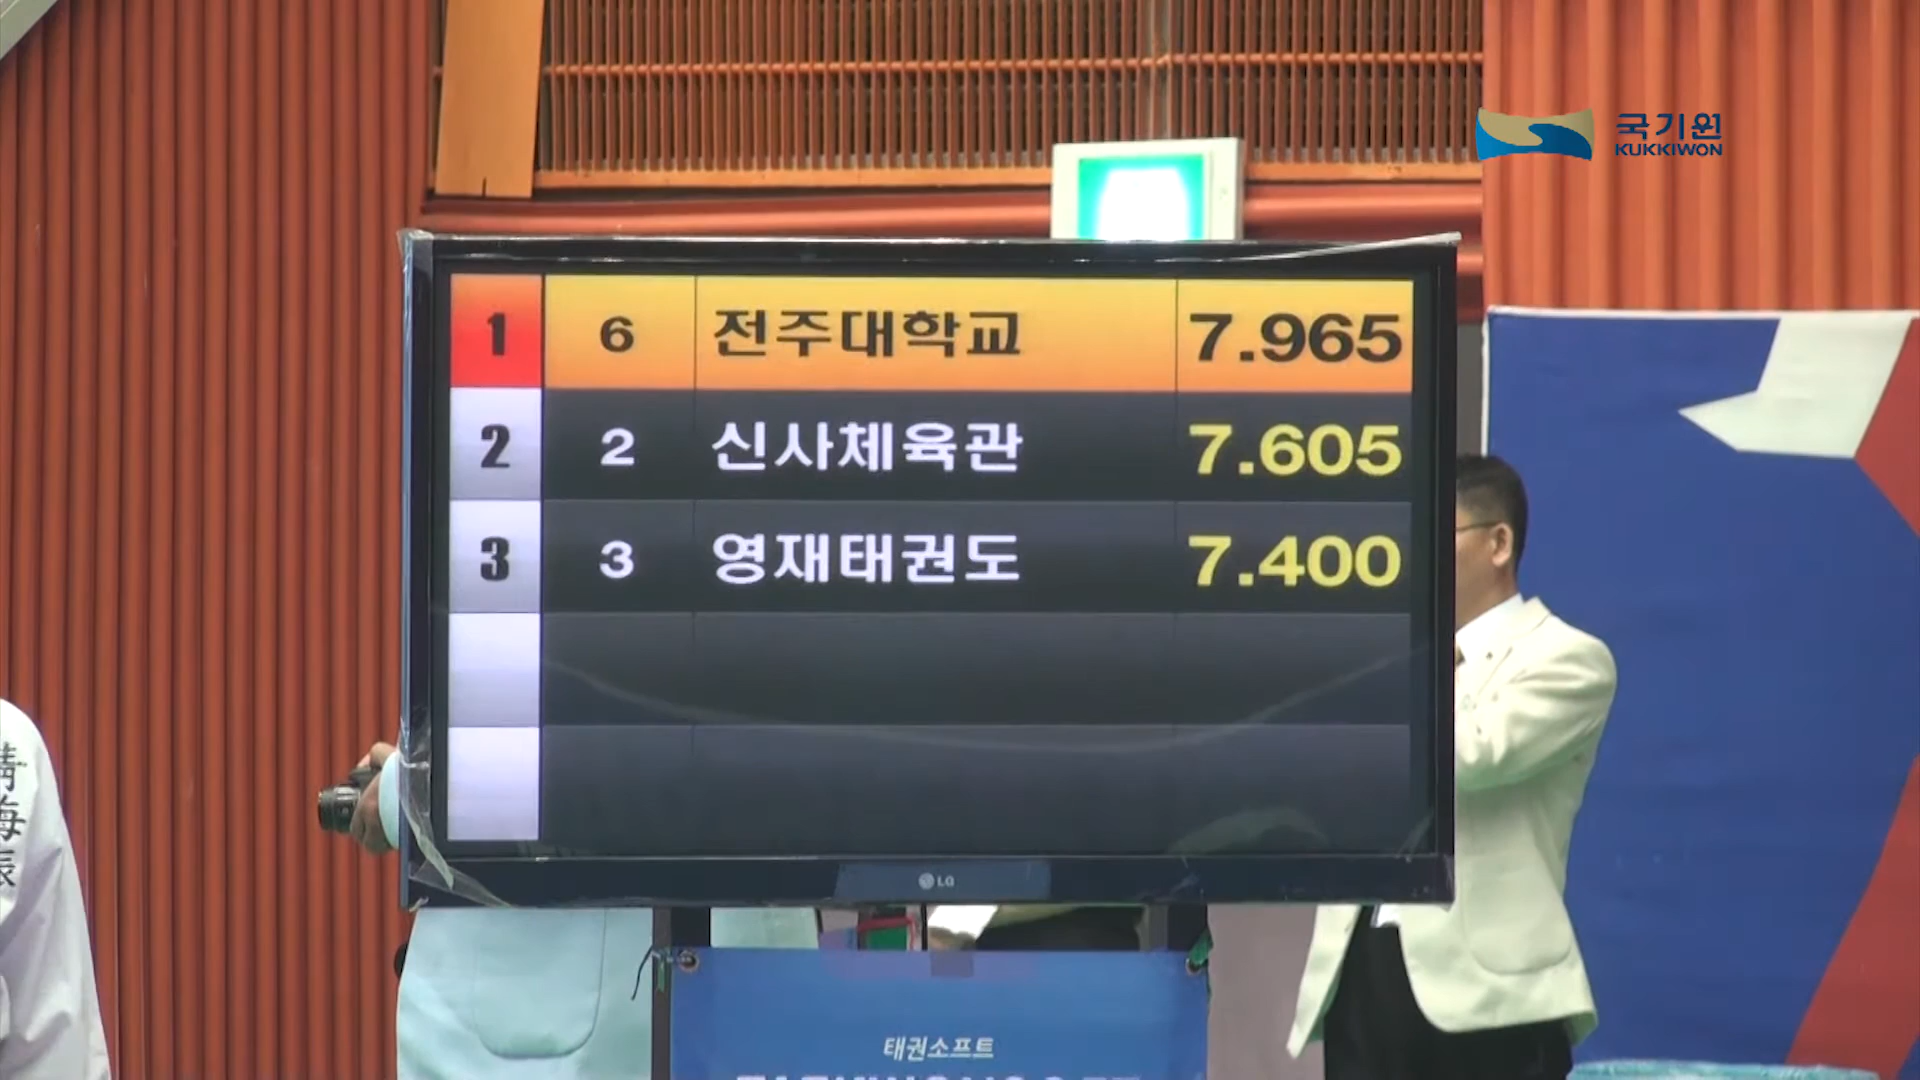 국기원
KUKKIWON
1 6 전주대학교 7.965
2 2 신사체육관 7.605
3 3 영재태권도 7.400
LG
태권소프트